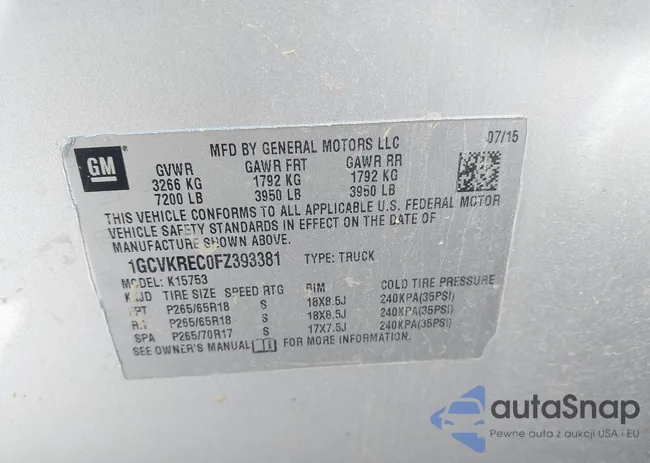 MFD BY GENERAL MOTORS LLC 07/15
GM
GVWR GAWR FRT GAWR RR
3266 KG 1792 KG 1792 KG
7200 LB 3950 LB 3950 LB
THIS VEHICLE CONFORMS TO ALL APPLICABLE U.S. FEDERAL MOTOR
VEHICLE SAFETY STANDARDS IN EFFECT ON THE DATE OF
MANUFACTURE SHOWN ABOVE.
1GCVKREC0FZ393381 TYPE: TRUCK
MODEL: K15753
TIRE SIZE SPEED RTG RIM COLD TIRE PRESSURE
P265/65R18 S 18X8.5J 240KPA(35PSI)
P265/65R18 S 18X8.5J 240KPA(35PSI)
SPA P265/70R17 S 17X7.5J 240KPA(35PSI)
SEE OWNER'S MANUAL FOR MORE INFORMATION.
autaSnap
Pewne auto z aukcji USA i EU